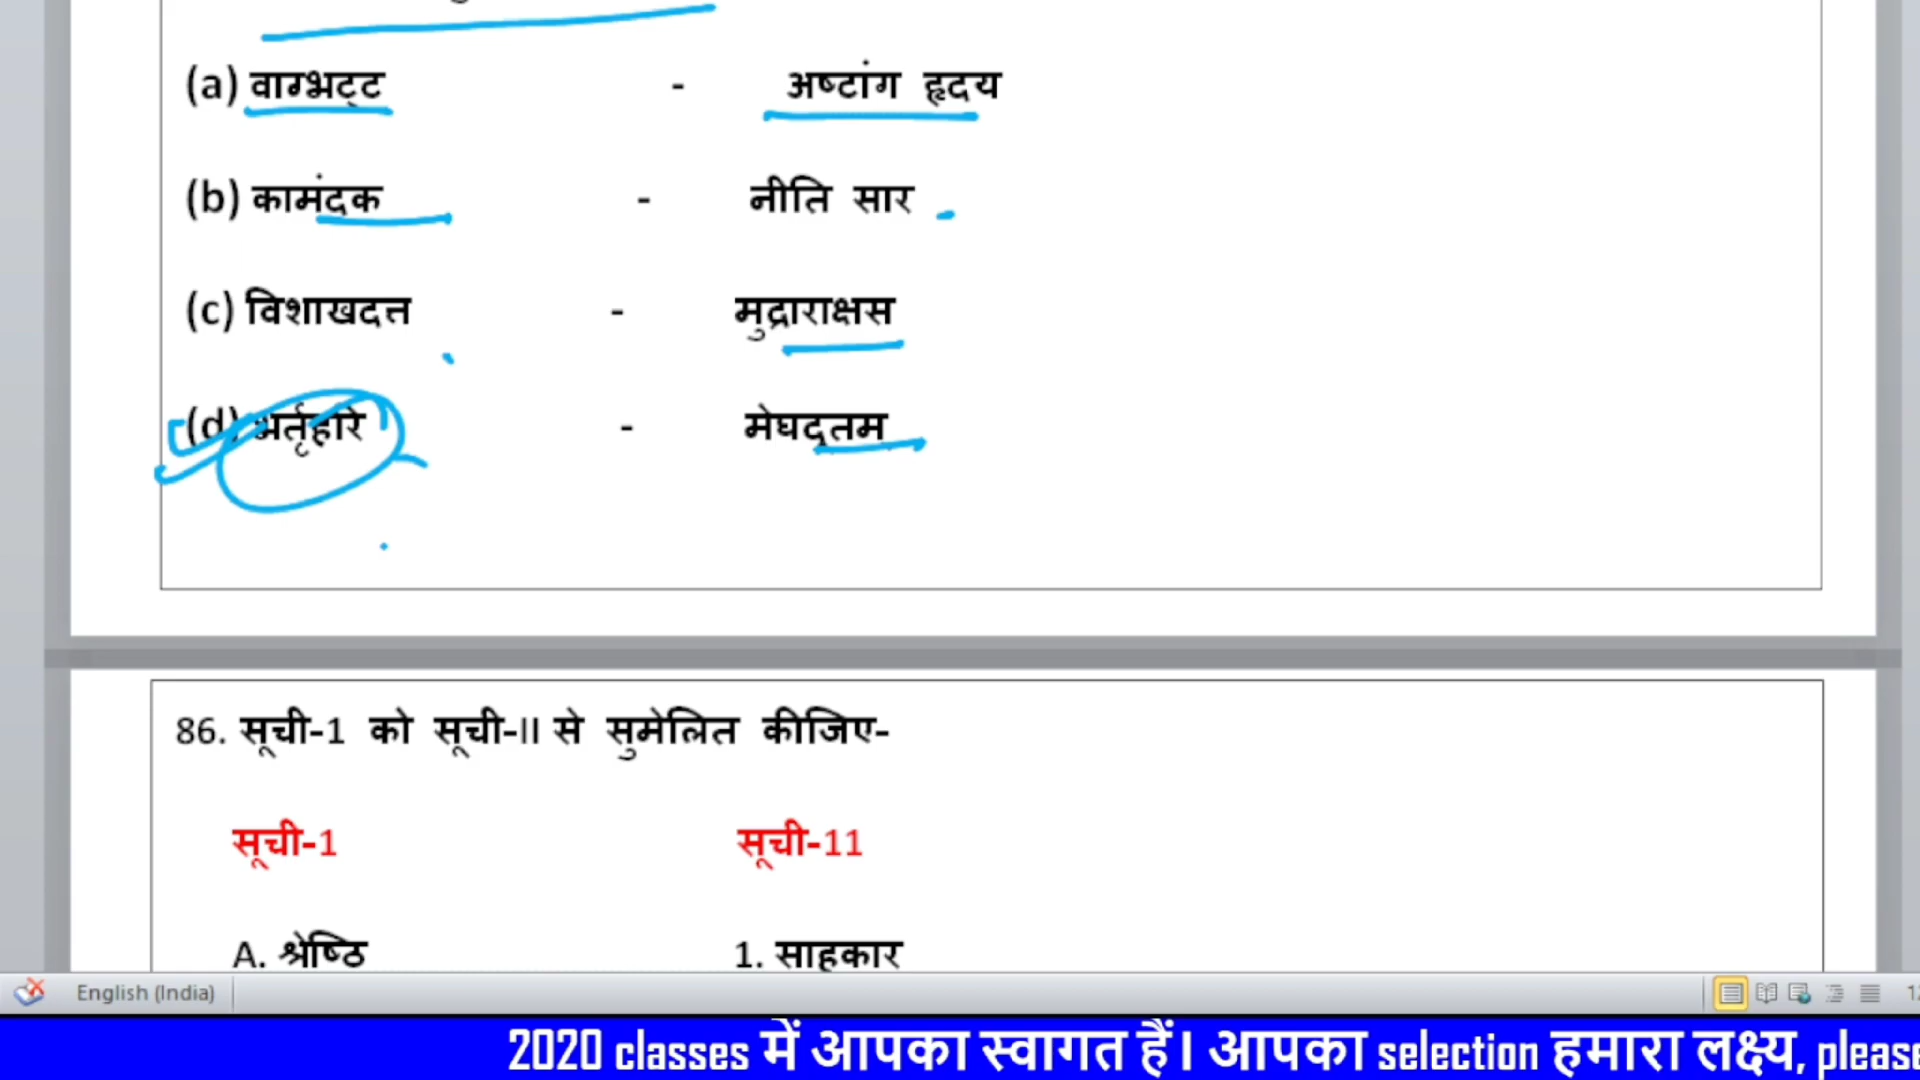 (a) वाग्भट्ट - अष्टांग हृदय
(b) कामंदक - नीति सार
(c) विशाखदत्त - मुद्राराक्षस
(d) भर्तृहरि - मेघदूतम
86. सूची-1 को सूची-II से सुमेलित कीजिए-
सूची-1 सूची-11
A. श्रेष्ठि 1. साहूकार
English (India)
2020 classes में आपका स्वागत हैं। आपका selection हमारा लक्ष्य, please